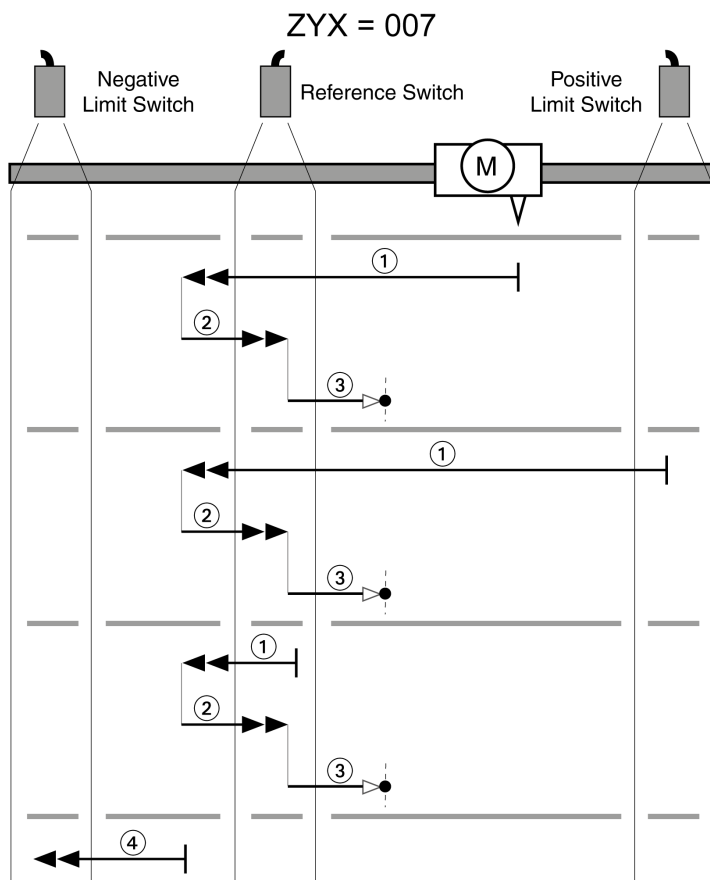 ZYX = 007
Negative
Limit Switch
Reference Switch
Positive
Limit Switch
M
1
2
3
1
2
3
1
2
3
4